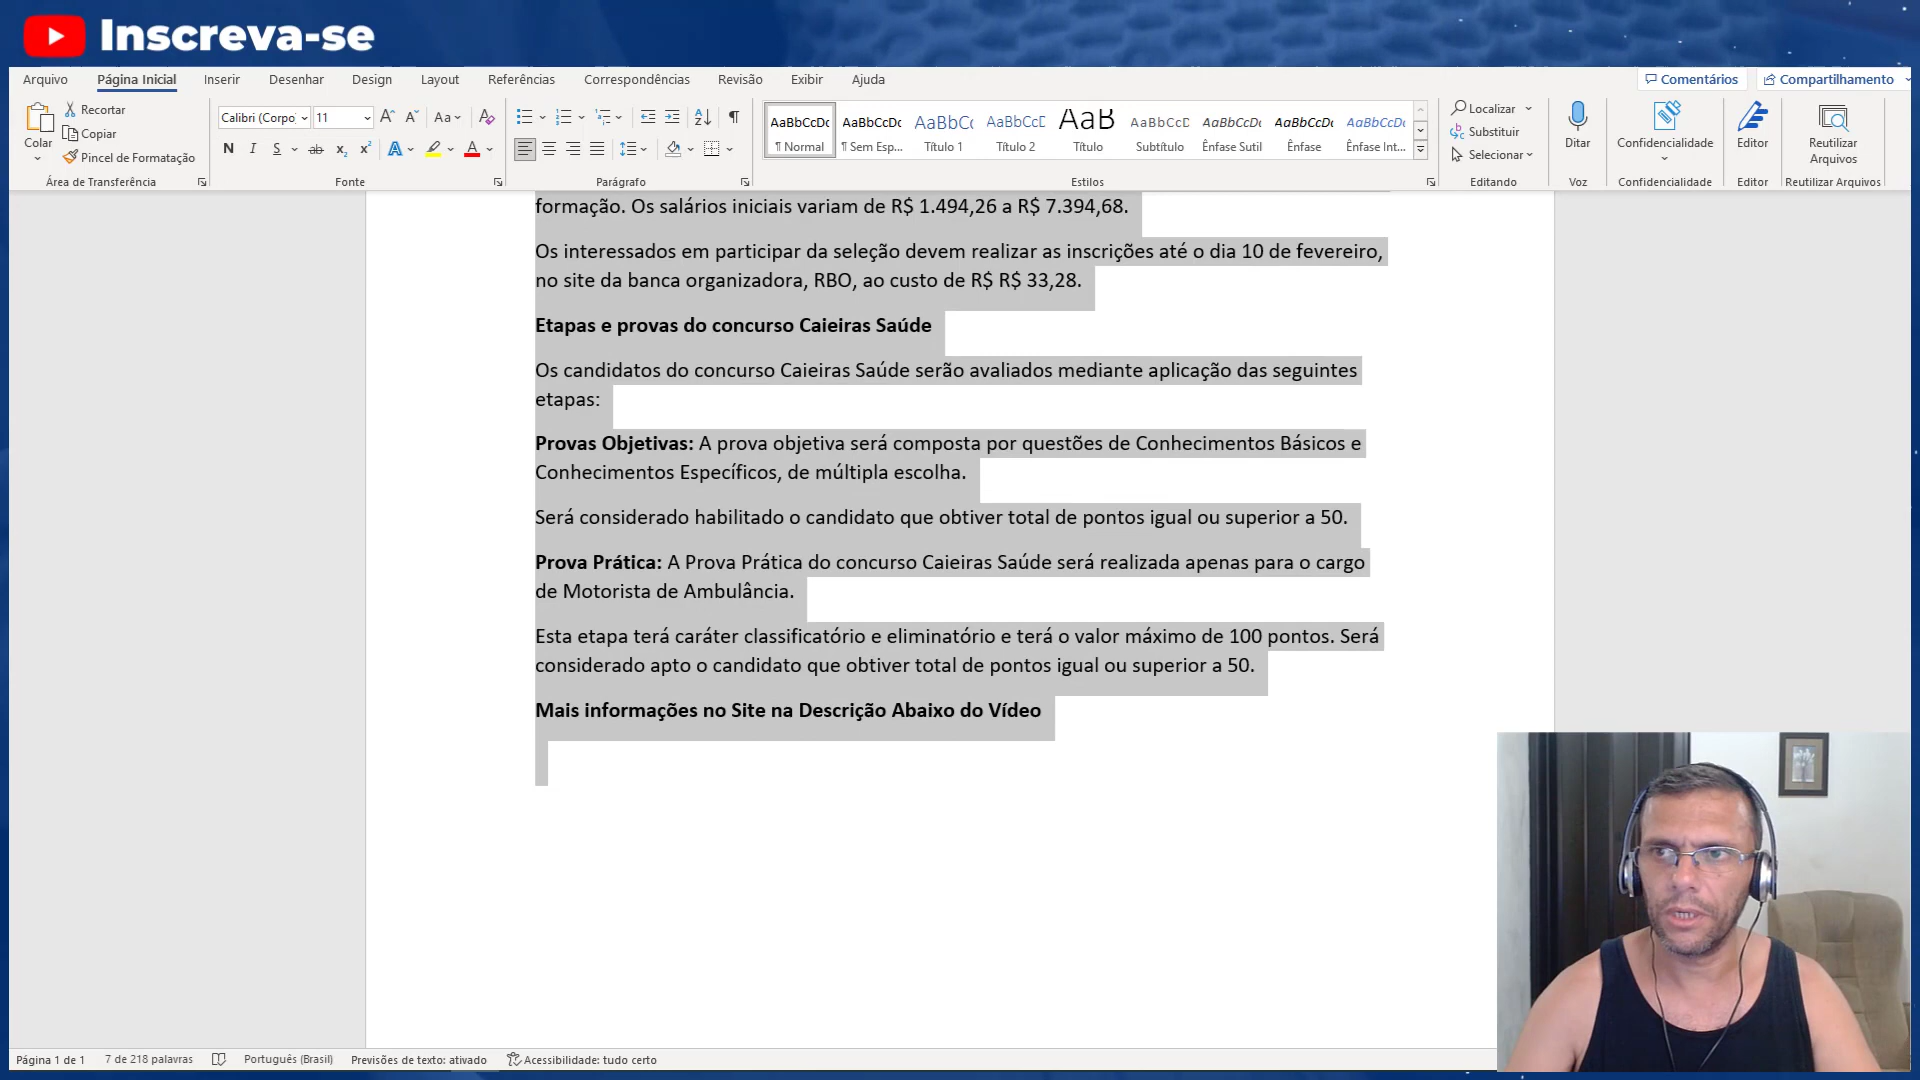 Inscreva-se
Arquivo Página Inicial Inserir Desenhar Design Layout Referências Correspondências Revisão Exibir Ajuda Comentários Compartilhamento
Colar
Recortar
Copiar
Pincel de Formatação
Área de Transferência
Calibri (Corpo) 11
Aa
N I S ab x₂ x² A A
Fonte
Parágrafo
AaBbCcDc AaBbCcDc AaBbCc AaBbCcD AaB AaBbCcD AaBbCcDc AaBbCcDc AaBbCcDc
¶ Normal ¶ Sem Esp... Título 1 Título 2 Título Subtítulo Ênfase Sutil Ênfase Ênfase Int...
Estilos
Localizar
Substituir
Selecionar
Editando
Ditar
Voz
Confidencialidade
Confidencialidade
Editor
Editor
Reutilizar
Arquivos
Reutilizar Arquivos
formação. Os salários iniciais variam de R$ 1.494,26 a R$ 7.394,68.
Os interessados em participar da seleção devem realizar as inscrições até o dia 10 de fevereiro,
no site da banca organizadora, RBO, ao custo de R$ R$ 33,28.
Etapas e provas do concurso Caieiras Saúde
Os candidatos do concurso Caieiras Saúde serão avaliados mediante aplicação das seguintes
etapas:
Provas Objetivas: A prova objetiva será composta por questões de Conhecimentos Básicos e
Conhecimentos Específicos, de múltipla escolha.
Será considerado habilitado o candidato que obtiver total de pontos igual ou superior a 50.
Prova Prática: A Prova Prática do concurso Caieiras Saúde será realizada apenas para o cargo
de Motorista de Ambulância.
Esta etapa terá caráter classificatório e eliminatório e terá o valor máximo de 100 pontos. Será
considerado apto o candidato que obtiver total de pontos igual ou superior a 50.
Mais informações no Site na Descrição Abaixo do Vídeo
Página 1 de 1 7 de 218 palavras Português (Brasil) Previsões de texto: ativado Acessibilidade: tudo certo